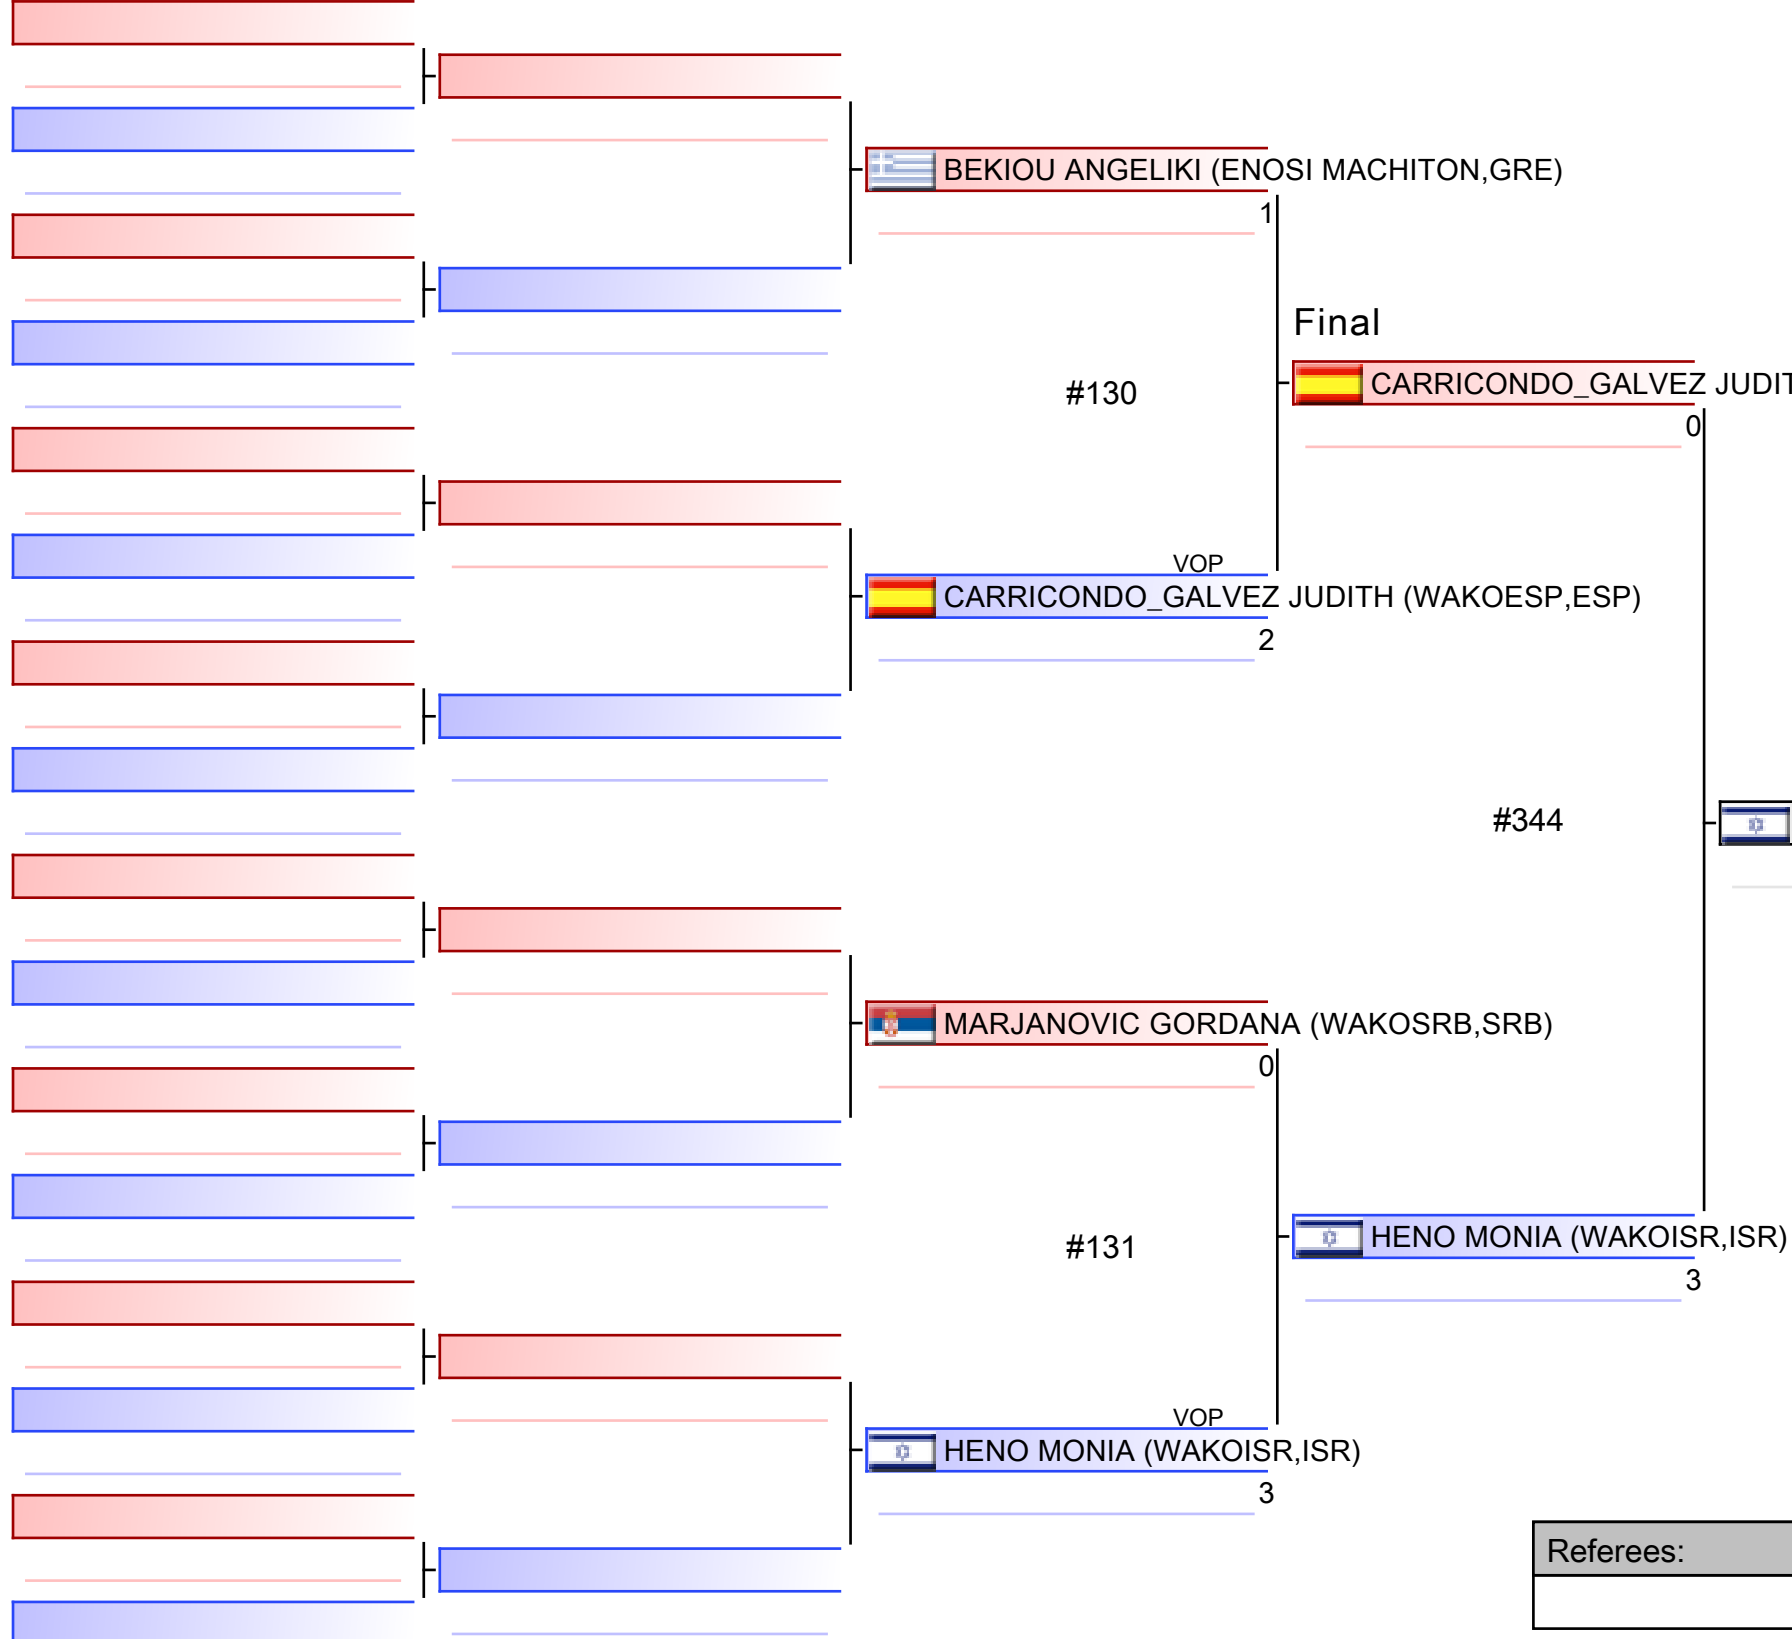 BEKIOU ANGELIKI (ENOSI MACHITON,GRE)
1
Final
#130
CARRICONDO_GALVEZ JUDIT
0
VOP
CARRICONDO_GALVEZ JUDITH (WAKOESP,ESP)
2
#344
MARJANOVIC GORDANA (WAKOSRB,SRB)
0
#131
HENO MONIA (WAKOISR,ISR)
3
VOP
HENO MONIA (WAKOISR,ISR)
3
Referees: